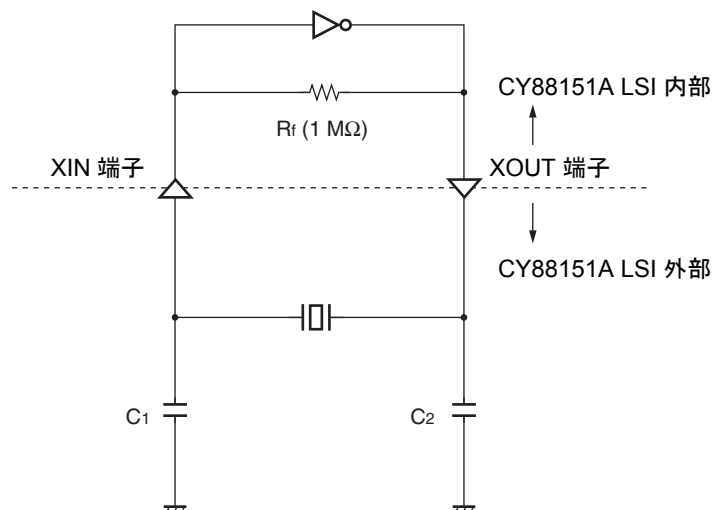 CY88151A LSI 内部
Rf (1 MΩ)
XIN 端子
XOUT 端子
CY88151A LSI 外部
C1
C2